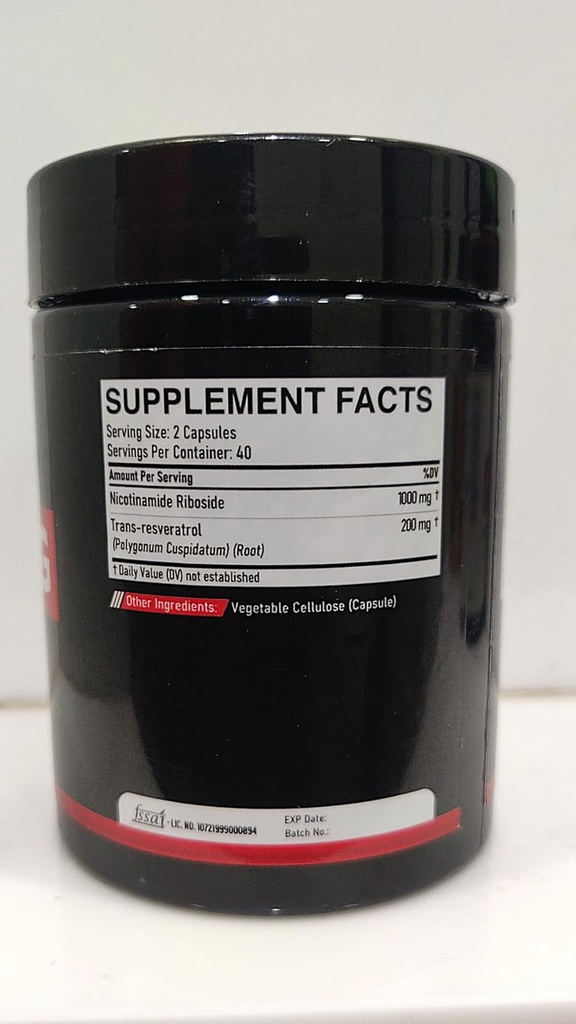 SUPPLEMENT FACTS
Serving Size: 2 Capsules
Servings Per Container: 40
Amount Per Serving %DV
Nicotinamide Riboside 1000 mg †
Trans-resveratrol 200 mg †
(Polygonum Cuspidatum) (Root)
† Daily Value (DV) not established
Other Ingredients: Vegetable Cellulose (Capsule)
fssai - LIC. NO. 10721999000894
EXP Date:
Batch No.:
G